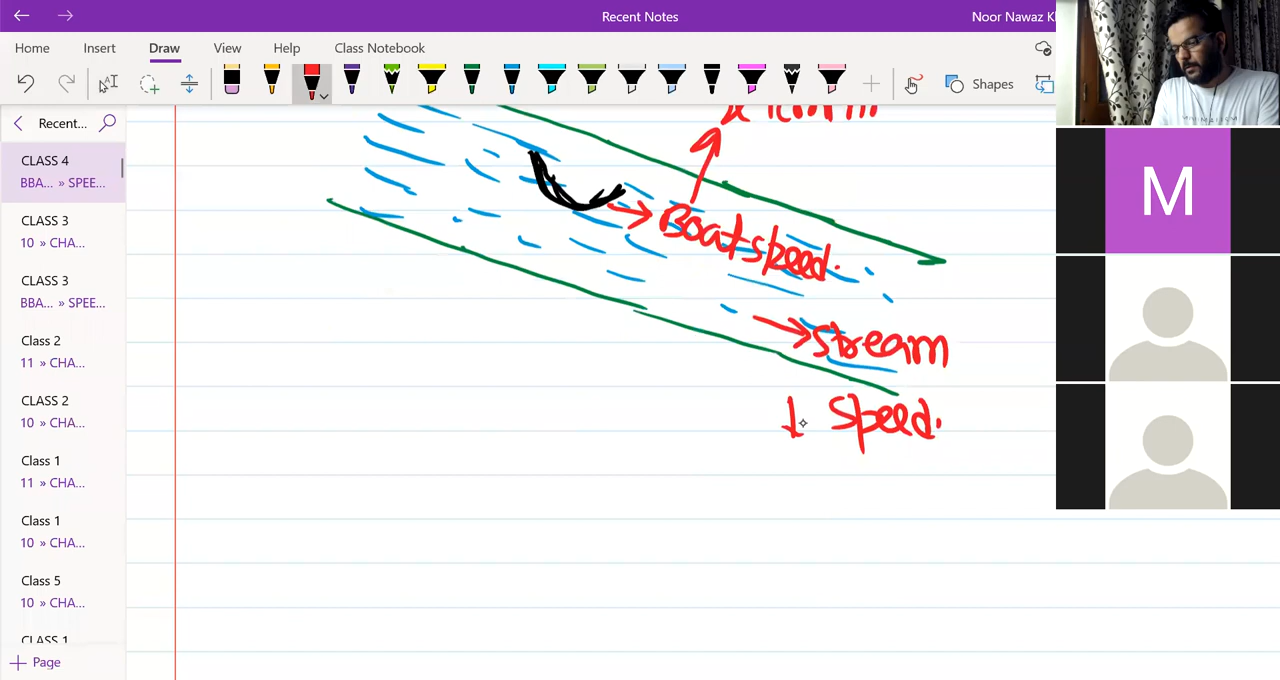 Recent Notes
Noor Nawaz K
Home Insert Draw View Help Class Notebook
Shapes
Recent...
CLASS 4
BBA... » SPEE...
CLASS 3
10 » CHA...
CLASS 3
BBA... » SPEE...
Class 2
11 » CHA...
CLASS 2
10 » CHA...
Class 1
11 » CHA...
Class 1
10 » CHA...
Class 5
10 » CHA...
CLASS 1
Page
Boat speed.
stream
speed.
M